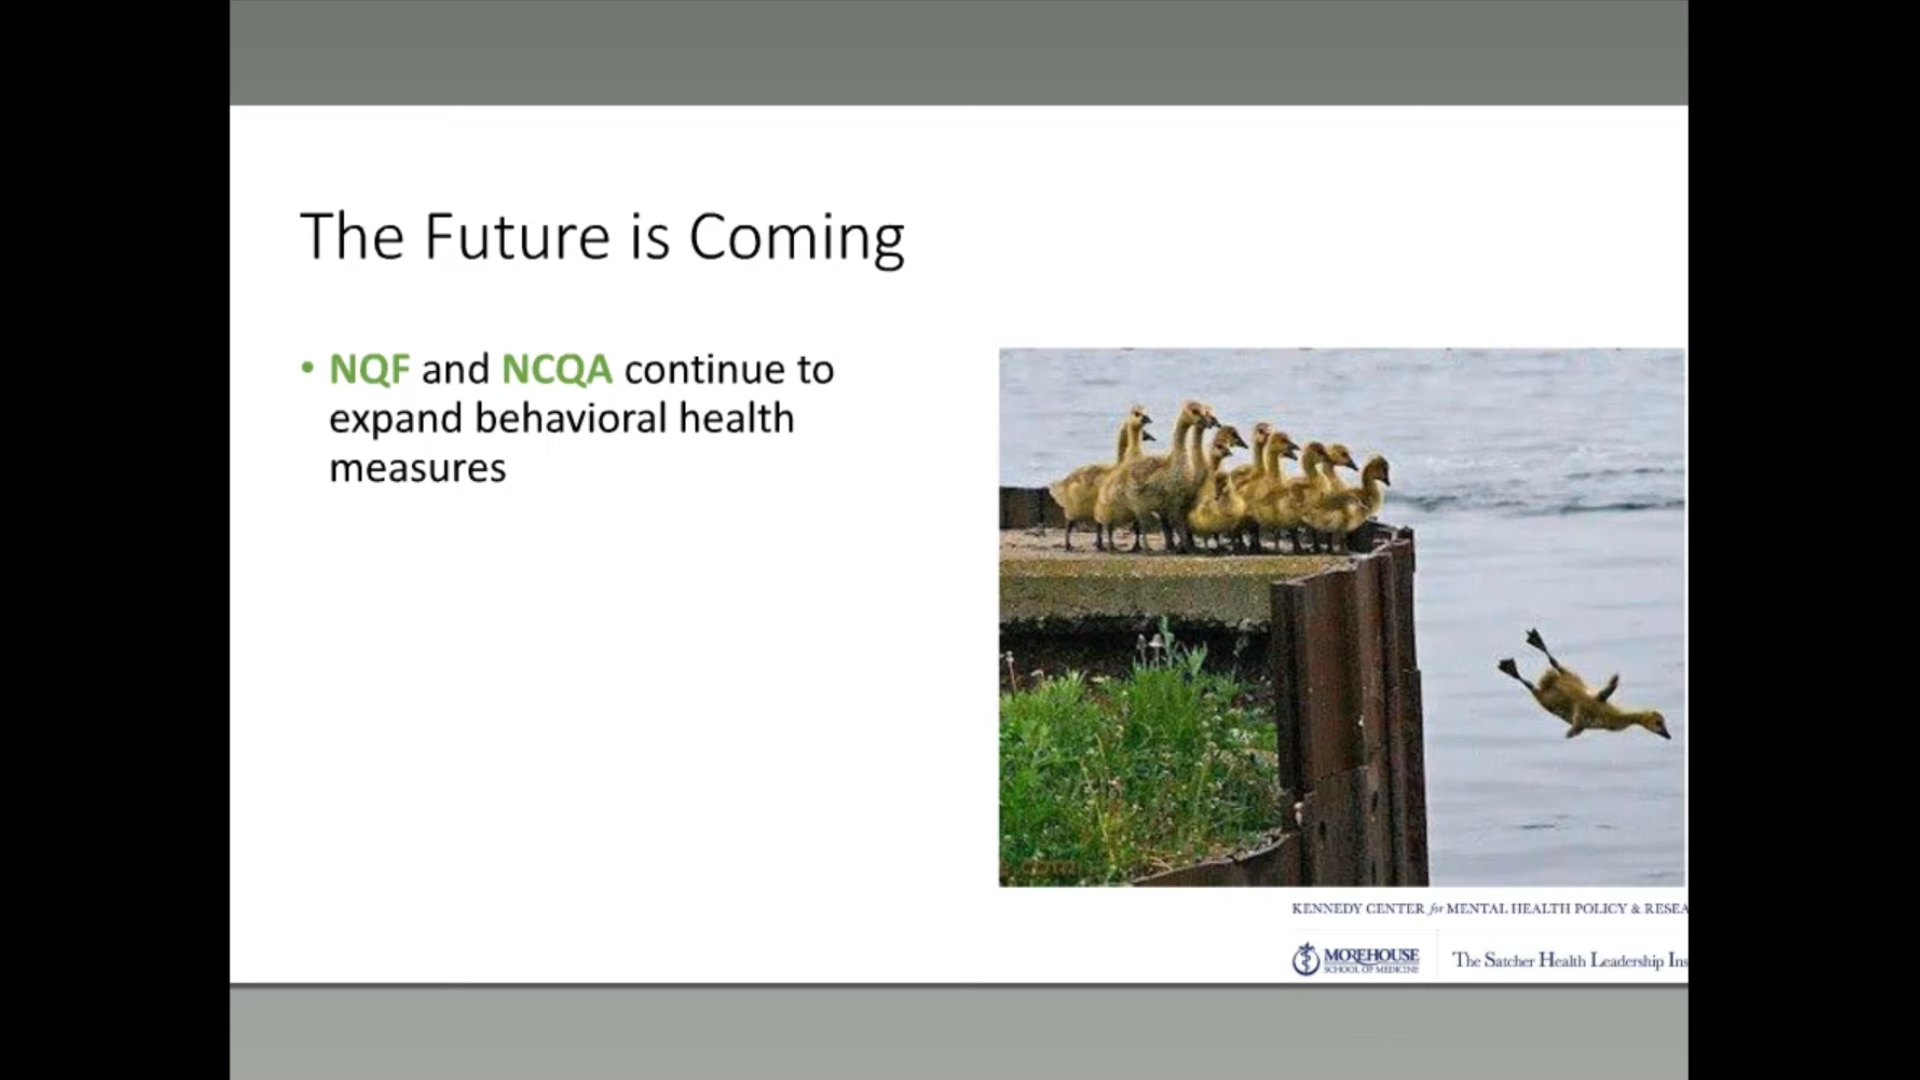 The Future is Coming
• NQF and NCQA continue to
expand behavioral health
measures
KENNEDY CENTER for MENTAL HEALTH POLICY & RESEA
MOREHOUSE
SCHOOL OF MEDICINE
The Satcher Health Leadership Ins